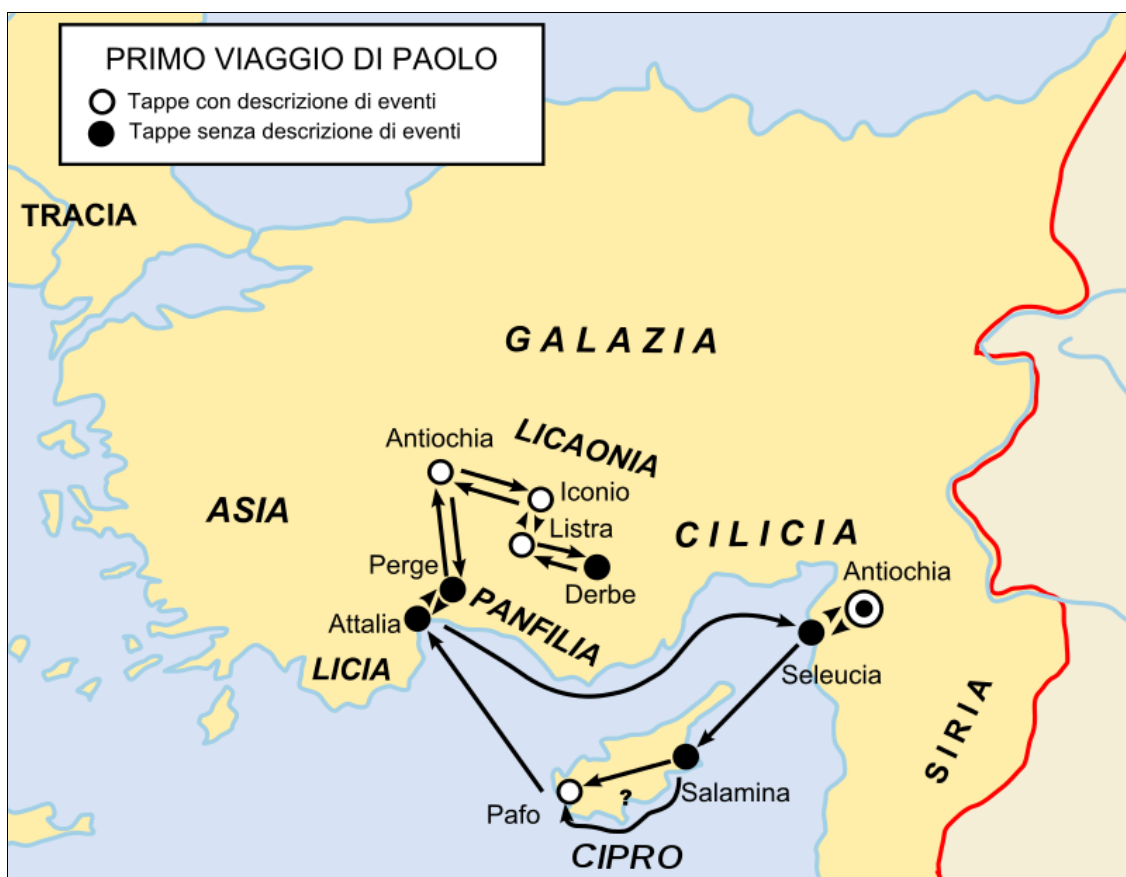 PRIMO VIAGGIO DI PAOLO
Tappe con descrizione di eventi
Tappe senza descrizione di eventi
TRACIA
GALAZIA
Antiochia
LICAONIA
Iconio
ASIA
Listra
CILICIA
Perge
Derbe
Antiochia
PANFILIA
Attalia
LICIA
Seleucia
SIRIA
Salamina
?
Pafo
CIPRO